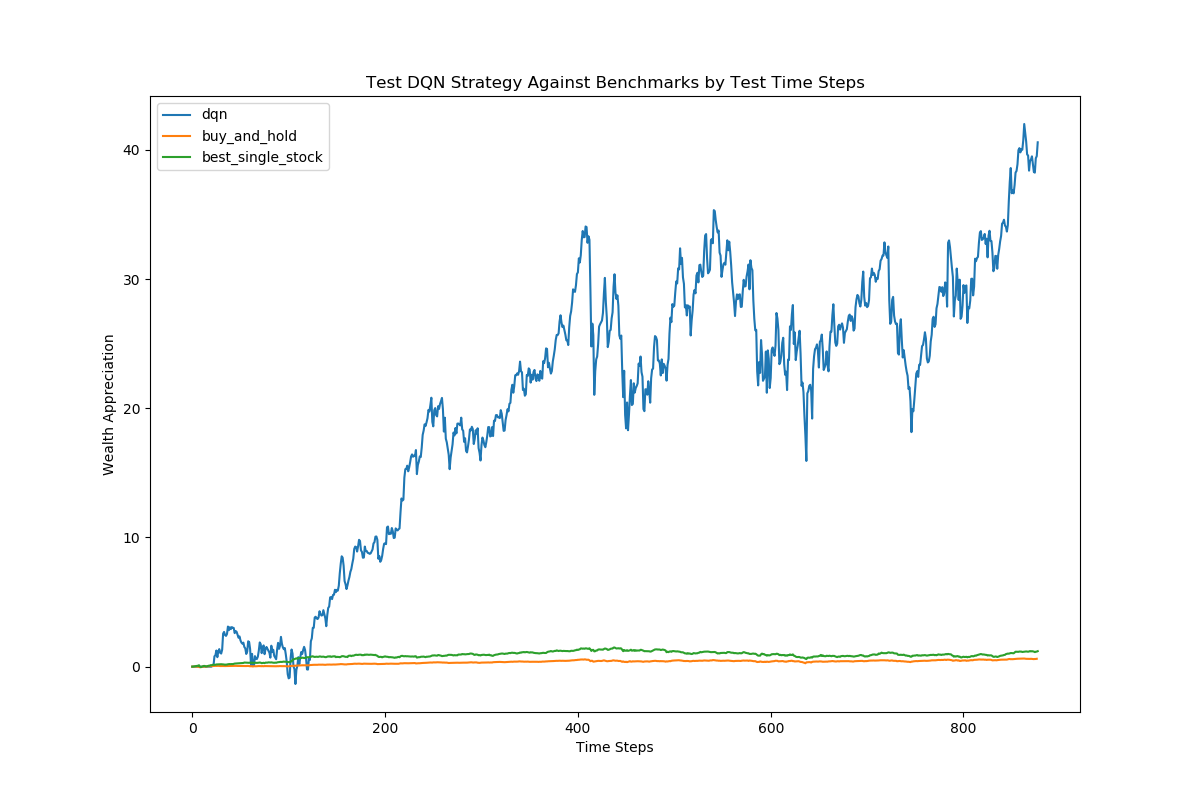 Test DQN Strategy Against Benchmarks by Test Time Steps
dqn
buy_and_hold
best_single_stock
Wealth Appreciation
40
30
20
10
0
0 200 400 600 800
Time Steps